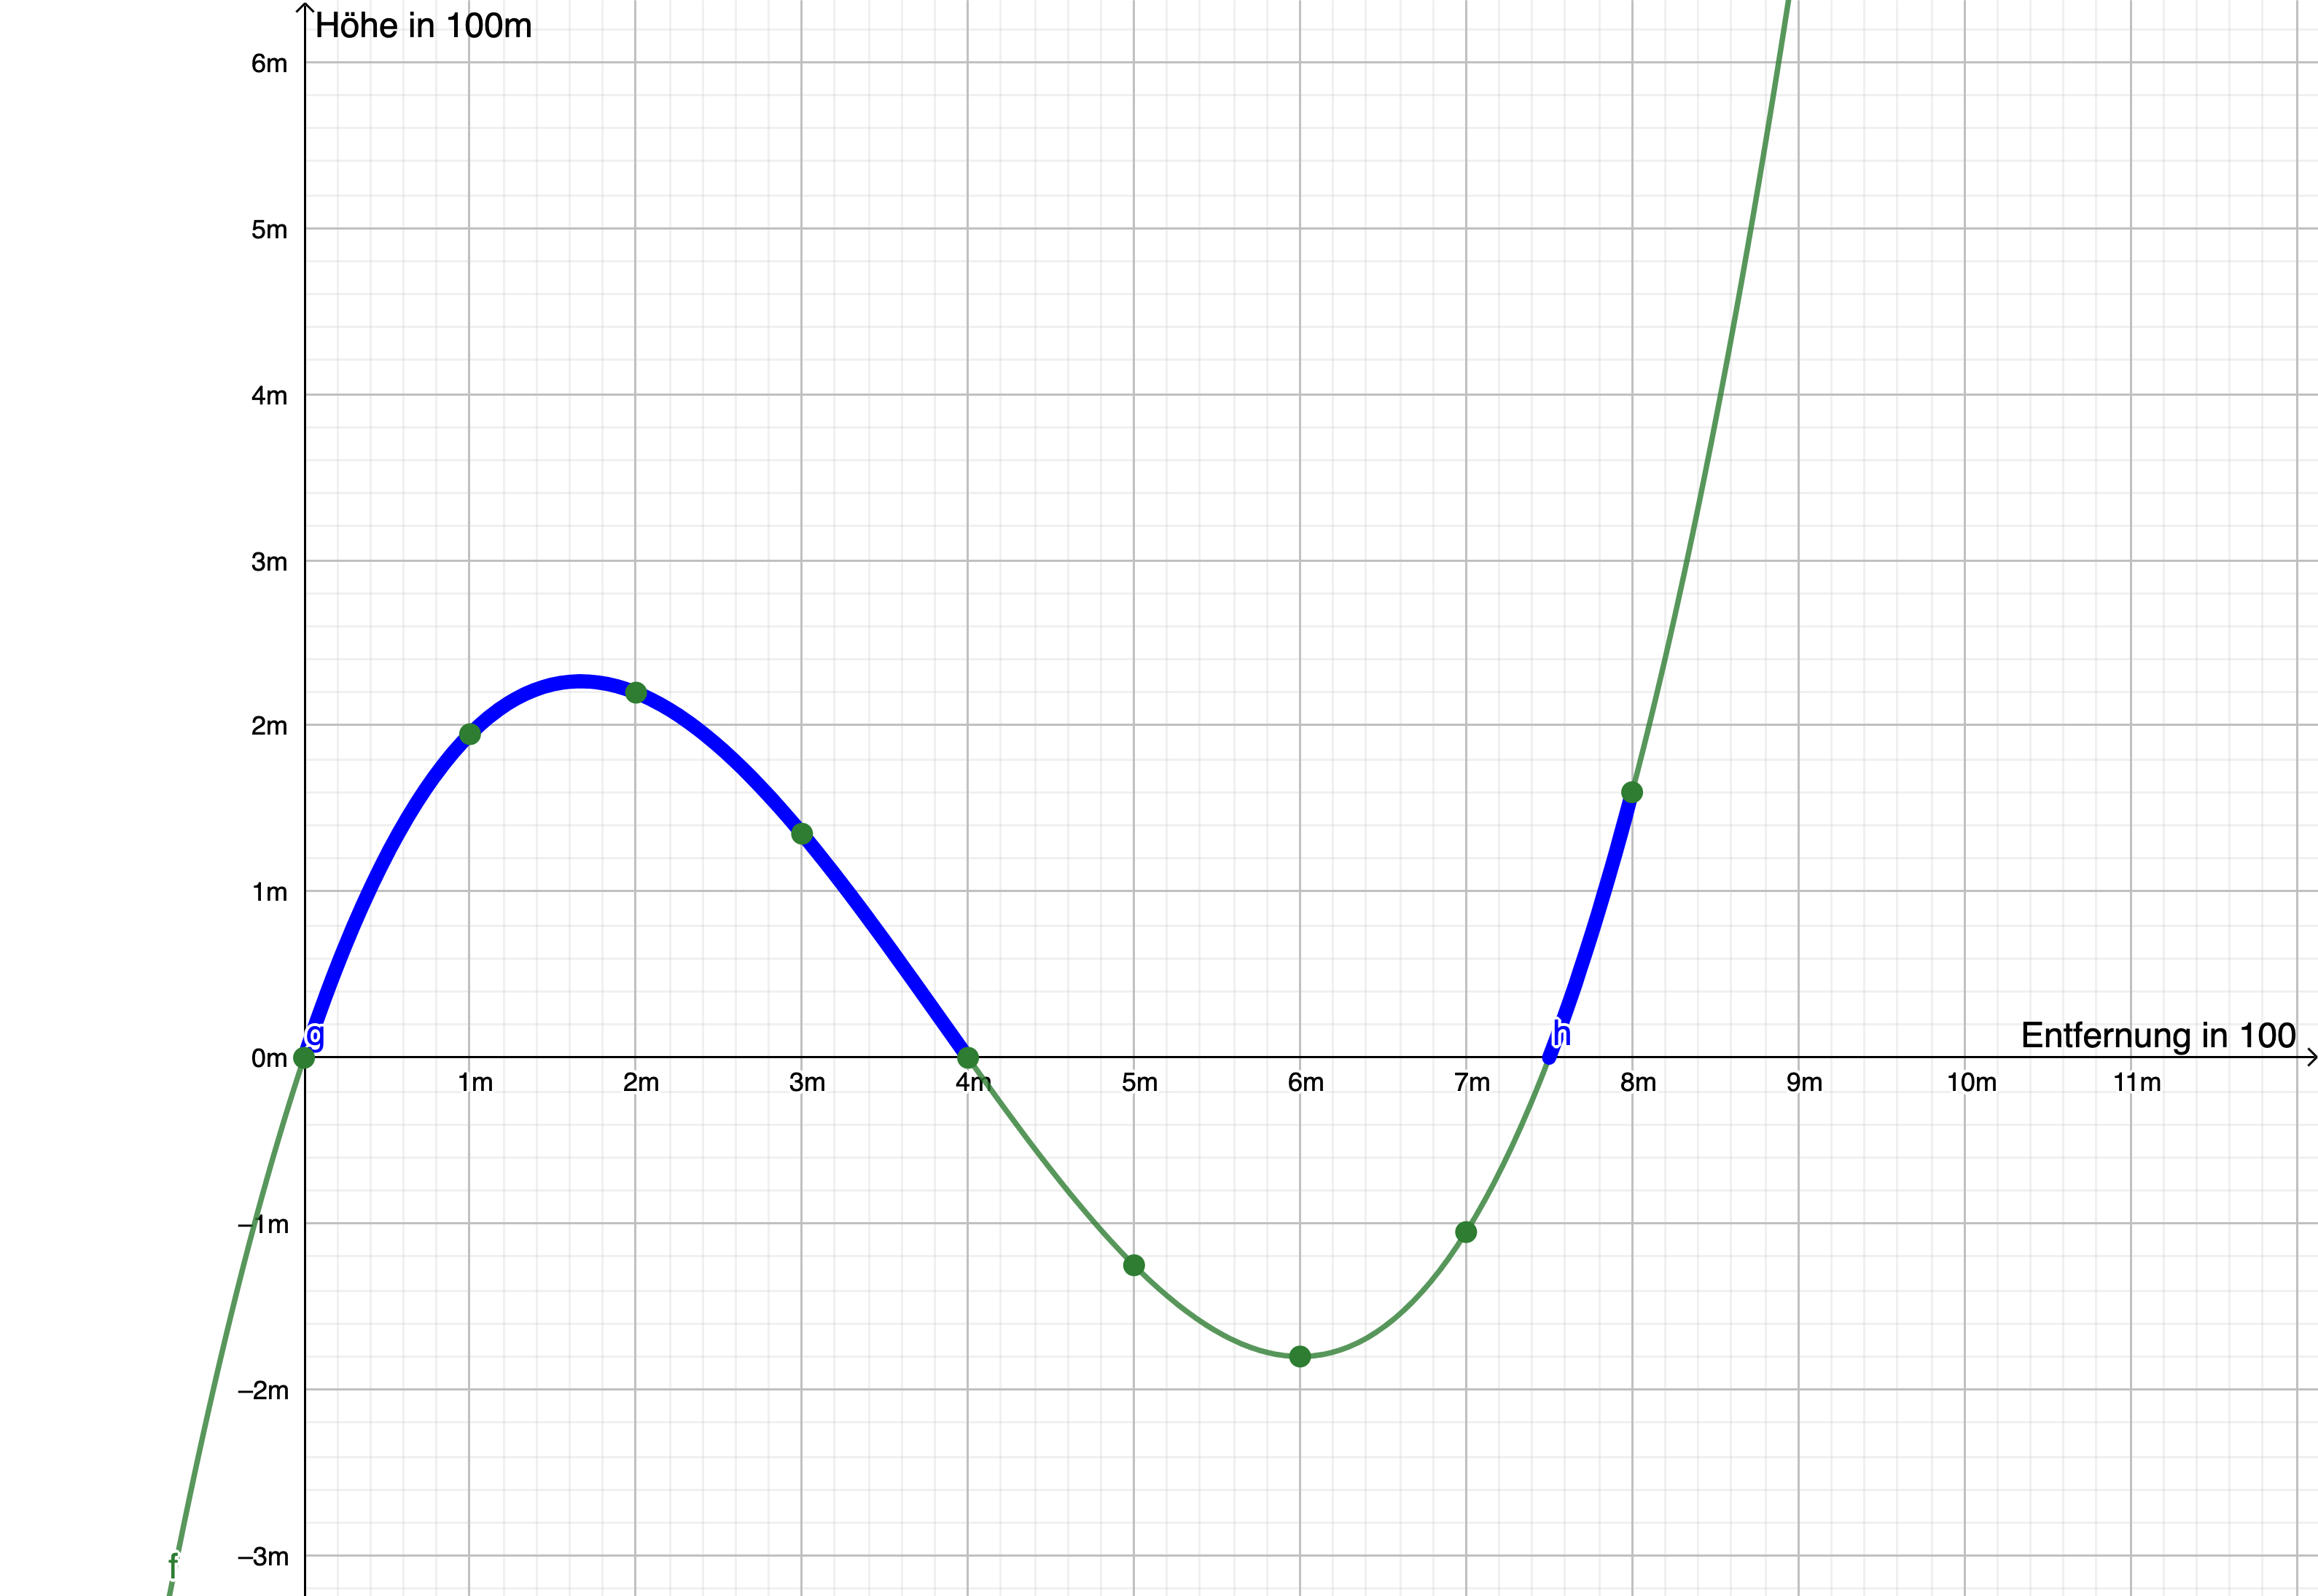 Höhe in 100m
6m
5m
4m
3m
2m
1m
g
h
Entfernung in 100
0m
1m 2m 3m 4m 5m 6m 7m 8m 9m 10m 11m
–1m
–2m
–3m
f